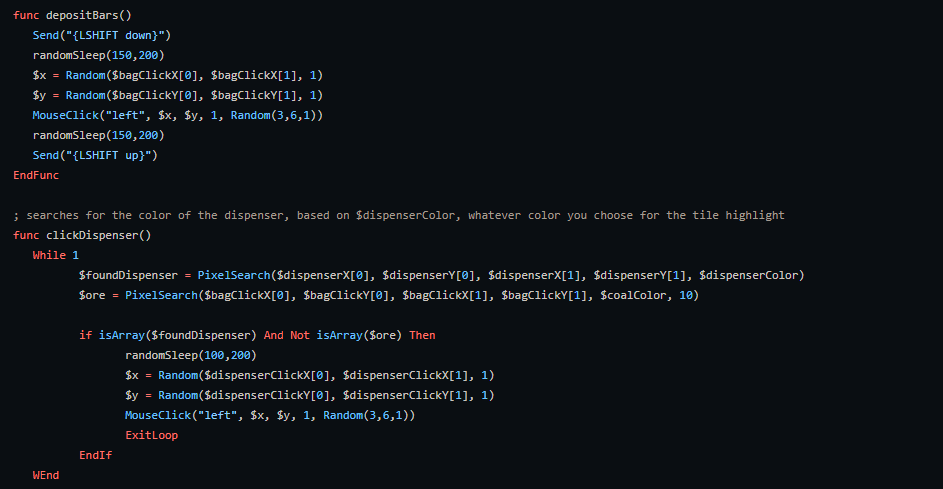 func depositBars()
Send("{LSHIFT down}")
randomSleep(150,200)
$x = Random($bagClickX[0], $bagClickX[1], 1)
$y = Random($bagClickY[0], $bagClickY[1], 1)
MouseClick("left", $x, $y, 1, Random(3,6,1))
randomSleep(150,200)
Send("{LSHIFT up}")
EndFunc
; searches for the color of the dispenser, based on $dispenserColor, whatever color you choose for the tile highlight
func clickDispenser()
While 1
$foundDispenser = PixelSearch($dispenserX[0], $dispenserY[0], $dispenserX[1], $dispenserY[1], $dispenserColor)
$ore = PixelSearch($bagClickX[0], $bagClickY[0], $bagClickX[1], $bagClickY[1], $coalColor, 10)
if isArray($foundDispenser) And Not isArray($ore) Then
randomSleep(100,200)
$x = Random($dispenserClickX[0], $dispenserClickX[1], 1)
$y = Random($dispenserClickY[0], $dispenserClickY[1], 1)
MouseClick("left", $x, $y, 1, Random(3,6,1))
ExitLoop
EndIf
WEnd